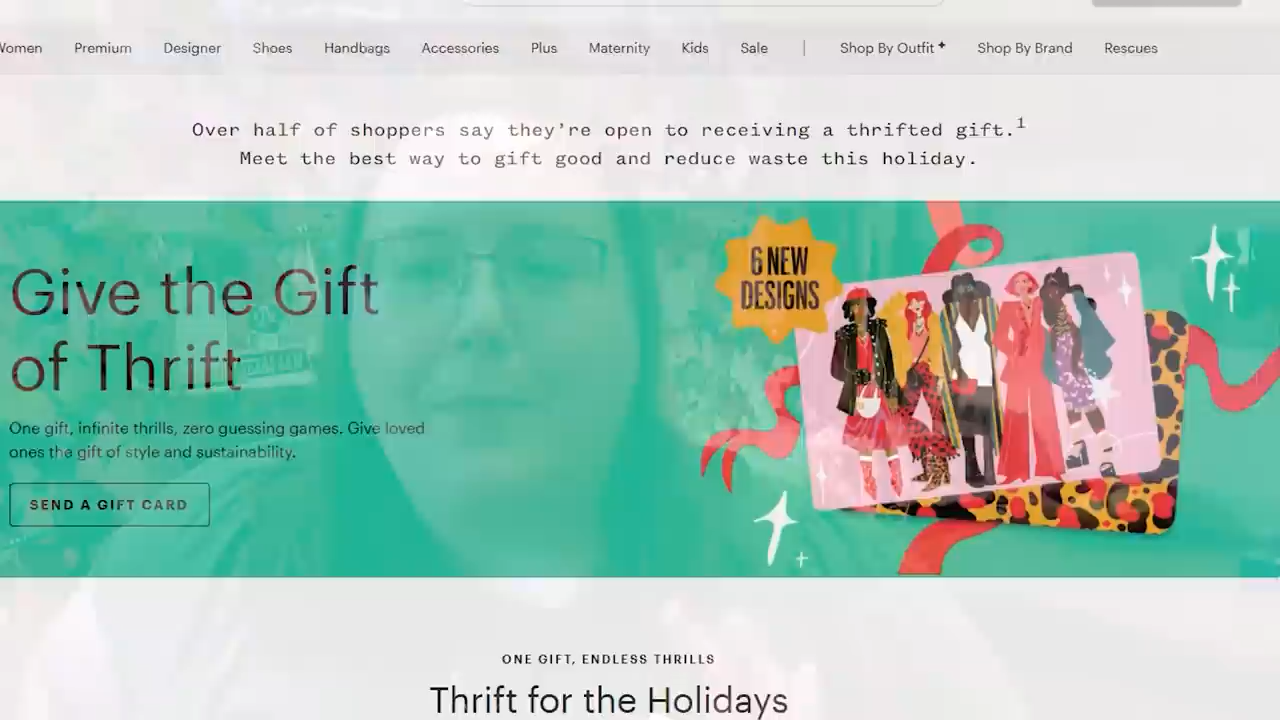 Women Premium Designer Shoes Handbags Accessories Plus Maternity Kids Sale | Shop By Outfit Shop By Brand Rescues
Over half of shoppers say they're open to receiving a thrifted gift.1
Meet the best way to gift good and reduce waste this holiday.
Give the Gift
of Thrift
One gift, infinite thrills, zero guessing games. Give loved
ones the gift of style and sustainability.
SEND A GIFT CARD
6 NEW
DESIGNS
ONE GIFT, ENDLESS THRILLS
Thrift for the Holidays